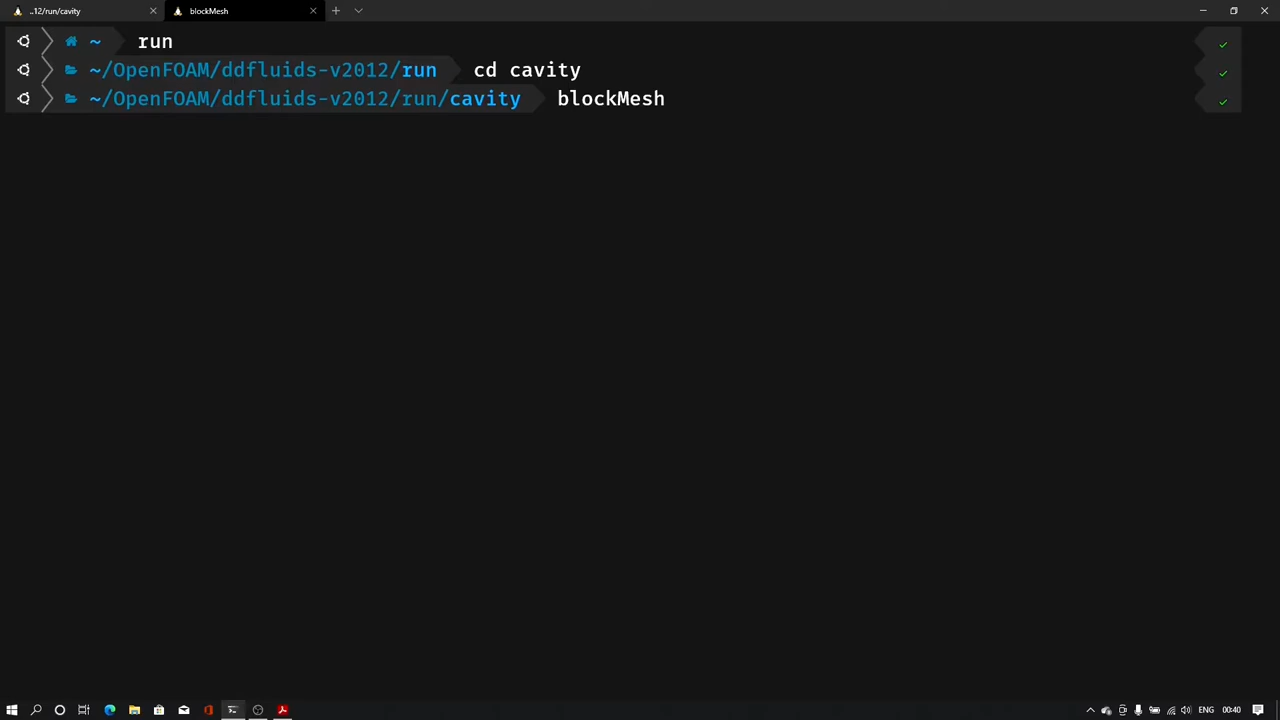 ..12/run/cavity
blockMesh
~ run
~/OpenFOAM/ddfluids-v2012/run cd cavity
~/OpenFOAM/ddfluids-v2012/run/cavity blockMesh
ENG 00:40